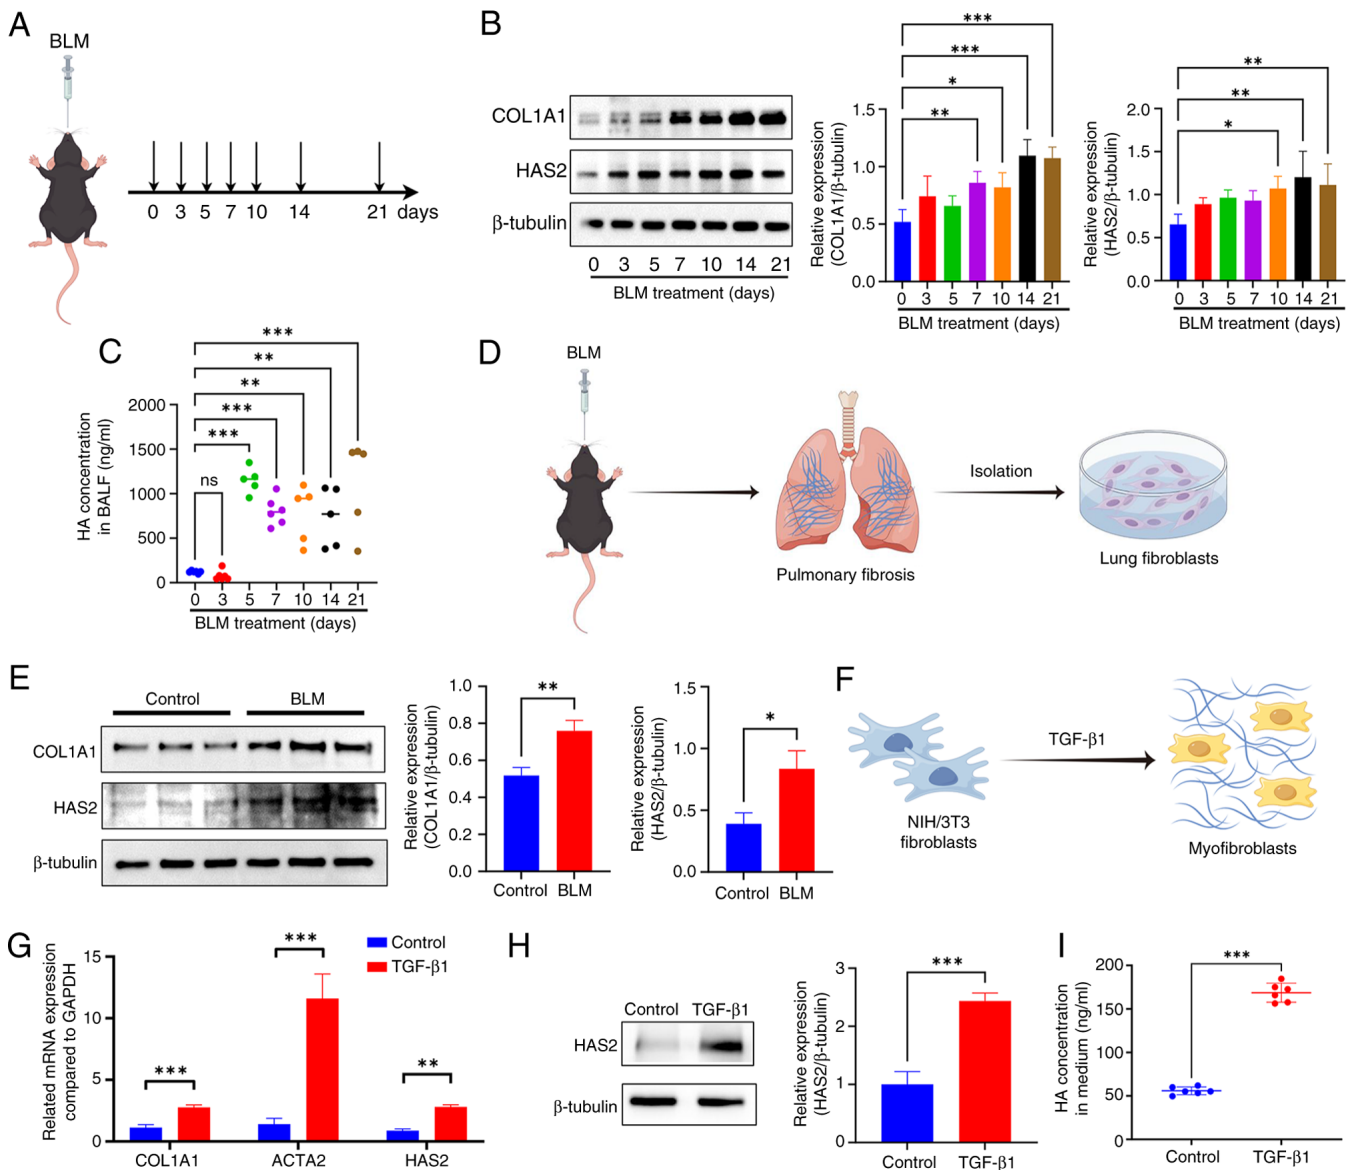 A
BLM
0 3 5 7 10 14 21 days
B
COL1A1
HAS2
β-tubulin
0 3 5 7 10 14 21
BLM treatment (days)
Relative expression
(COL1A1/β-tubulin)
1.5
1.0
0.5
0.0
** * *** ***
0 3 5 7 10 14 21
BLM treatment (days)
Relative expression
(HAS2/β-tubulin)
2.0
1.5
1.0
0.5
0.0
* ** **
0 3 5 7 10 14 21
BLM treatment (days)
C
HA concentration
in BALF (ng/ml)
2000
1500
1000
500
0
ns *** *** ** ** ***
0 3 5 7 10 14 21
BLM treatment (days)
D
BLM
Pulmonary fibrosis
Isolation
Lung fibroblasts
E
Control BLM
COL1A1
HAS2
β-tubulin
Relative expression
(COL1A1/β-tubulin)
1.0
0.8
0.6
0.4
0.2
0.0
**
Control BLM
Relative expression
(HAS2/β-tubulin)
1.5
1.0
0.5
0.0
*
Control BLM
F
NIH/3T3
fibroblasts
TGF-β1
Myofibroblasts
G
Related mRNA expression
compared to GAPDH
15
10
5
0
*** *** **
Control
TGF-β1
COL1A1 ACTA2 HAS2
H
Control TGF-β1
HAS2
β-tubulin
Relative expression
(HAS2/β-tubulin)
3
2
1
0
***
Control TGF-β1
I
HA concentration
in medium (ng/ml)
200
150
100
50
0
***
Control TGF-β1